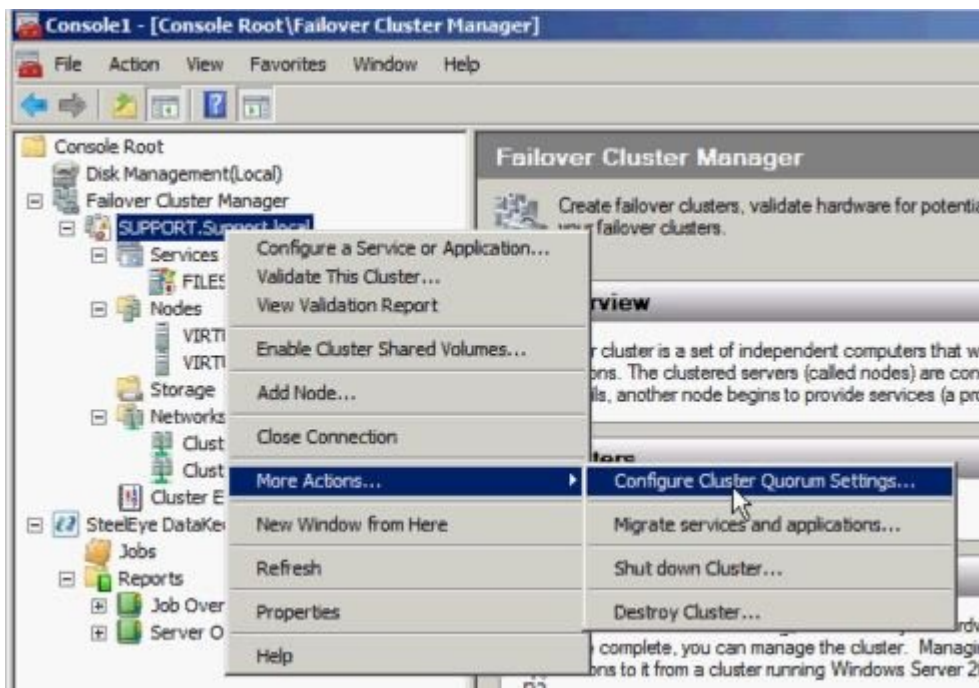 Console1 - [Console Root\Failover Cluster Manager]
File Action View Favorites Window Help
Console Root
Disk Management(Local)
Failover Cluster Manager
SUPPORT.Support.local
Services
FILES
Nodes
VIRTU
VIRTU
Storage
Networks
Clust
Clust
Cluster E
SteelEye DataKe
Jobs
Reports
Job Over
Server O
Configure a Service or Application...
Validate This Cluster...
View Validation Report
Enable Cluster Shared Volumes...
Add Node...
Close Connection
More Actions...
New Window from Here
Refresh
Properties
Help
Configure Cluster Quorum Settings...
Migrate services and applications...
Shut down Cluster...
Destroy Cluster...
Failover Cluster Manager
Create failover clusters, validate hardware for potentia
your failover clusters.
rview
r cluster is a set of independent computers that w
ons. The clustered servers (called nodes) are con
ils, another node begins to provide services (a pro
ters
complete, you can manage the cluster. Managin
ons to it from a cluster running Windows Server 2